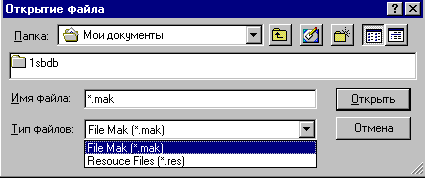 Открытие файла
Папка: Мои документы
1sbdb
Имя файла: *.mak Открыть
Тип файлов: File Mak (*.mak) Отмена
File Mak (*.mak)
Resouce Files (*.res)